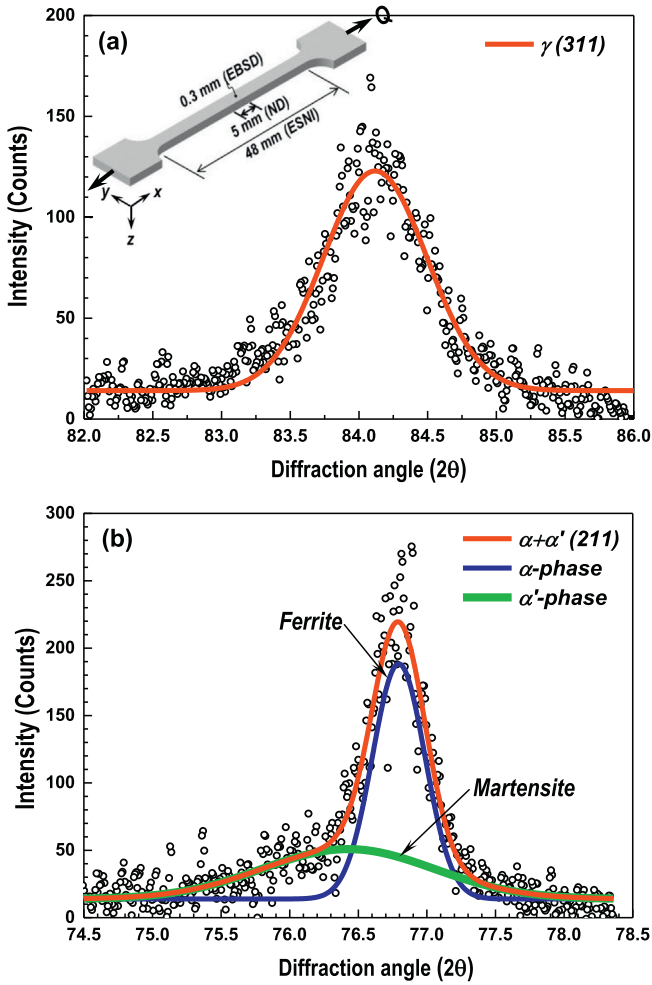 200
150
100
50
0
Intensity (Counts)
(a)
γ (311)
Q
0.3 mm (EBSD)
5 mm (ND)
48 mm (ESNI)
y
x
z
82.0 82.5 83.0 83.5 84.0 84.5 85.0 85.5 86.0
Diffraction angle (2θ)
300
250
200
150
100
50
0
Intensity (Counts)
(b)
α+α' (211)
α-phase
α'-phase
Ferrite
Martensite
74.5 75.0 75.5 76.0 76.5 77.0 77.5 78.0 78.5
Diffraction angle (2θ)